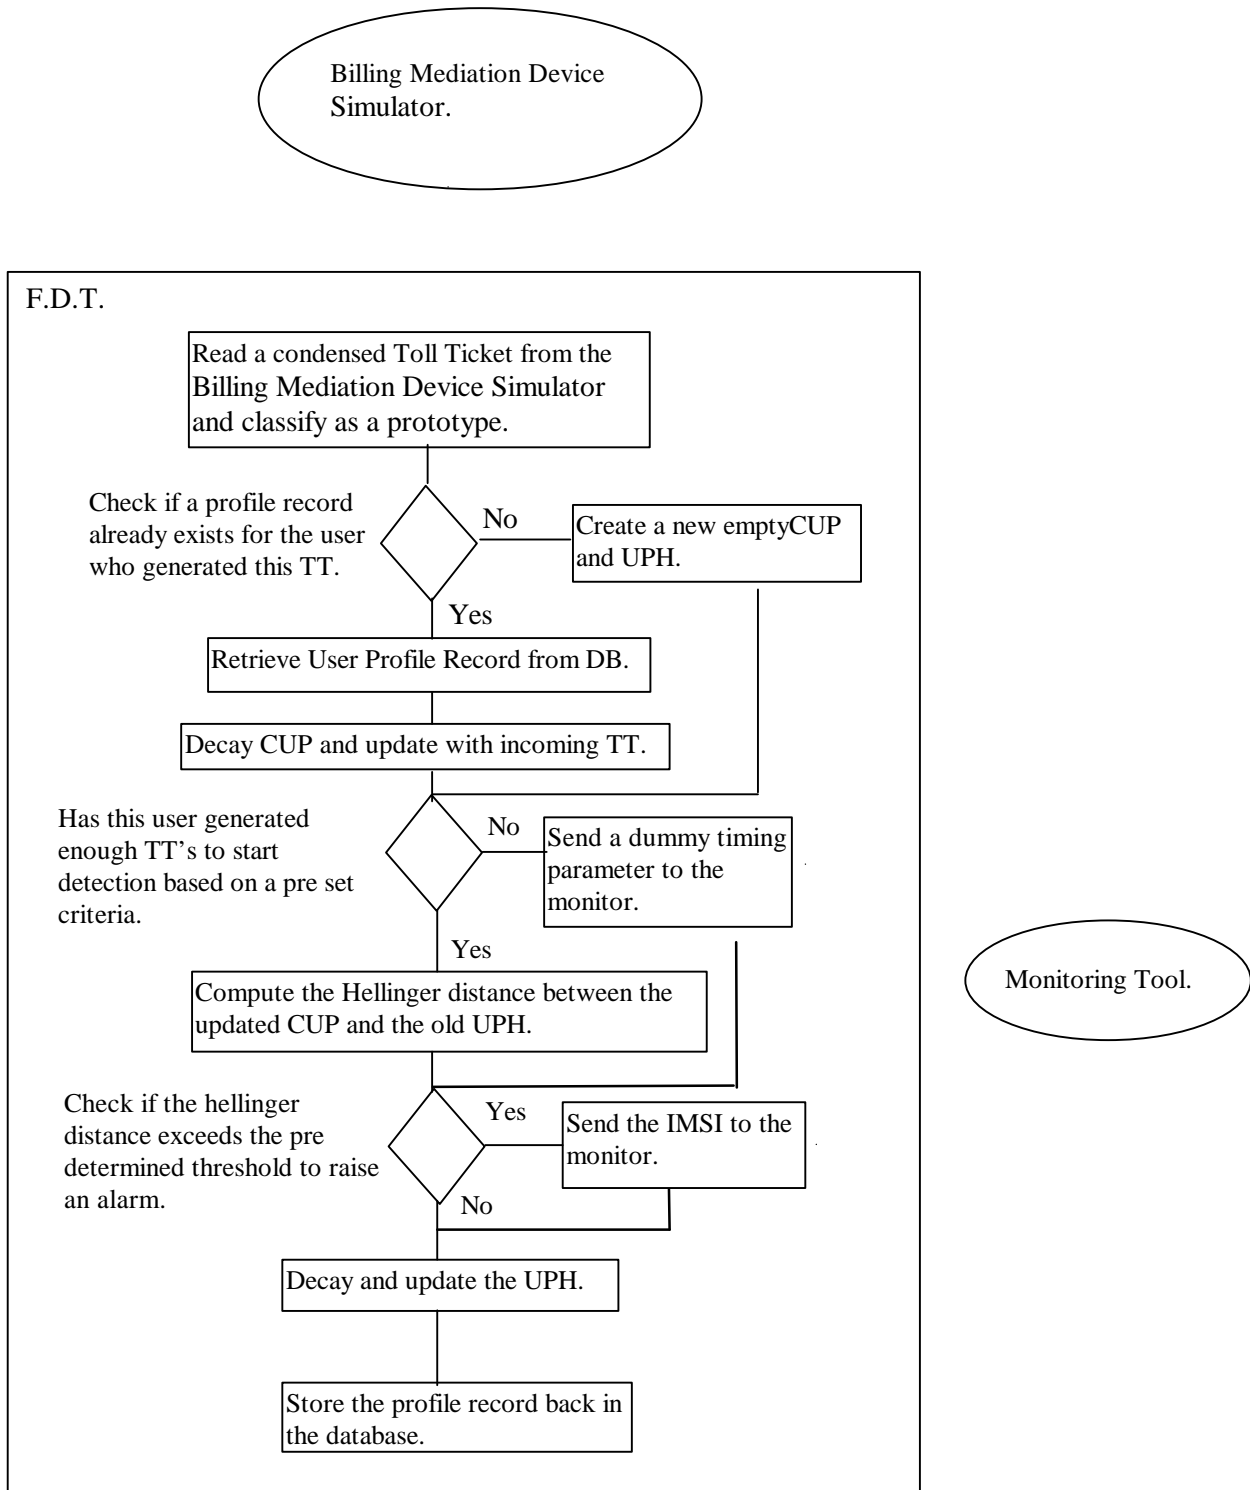 Billing Mediation Device
Simulator.
F.D.T.
Read a condensed Toll Ticket from the
Billing Mediation Device Simulator
and classify as a prototype.
Check if a profile record
already exists for the user
who generated this TT.
No
Create a new emptyCUP
and UPH.
Yes
Retrieve User Profile Record from DB.
Decay CUP and update with incoming TT.
Has this user generated
enough TT's to start
detection based on a pre set
criteria.
No
Send a dummy timing
parameter to the
monitor.
Yes
Compute the Hellinger distance between the
updated CUP and the old UPH.
Monitoring Tool.
Check if the hellinger
distance exceeds the pre
determined threshold to raise
an alarm.
Yes
Send the IMSI to the
monitor.
No
Decay and update the UPH.
Store the profile record back in
the database.